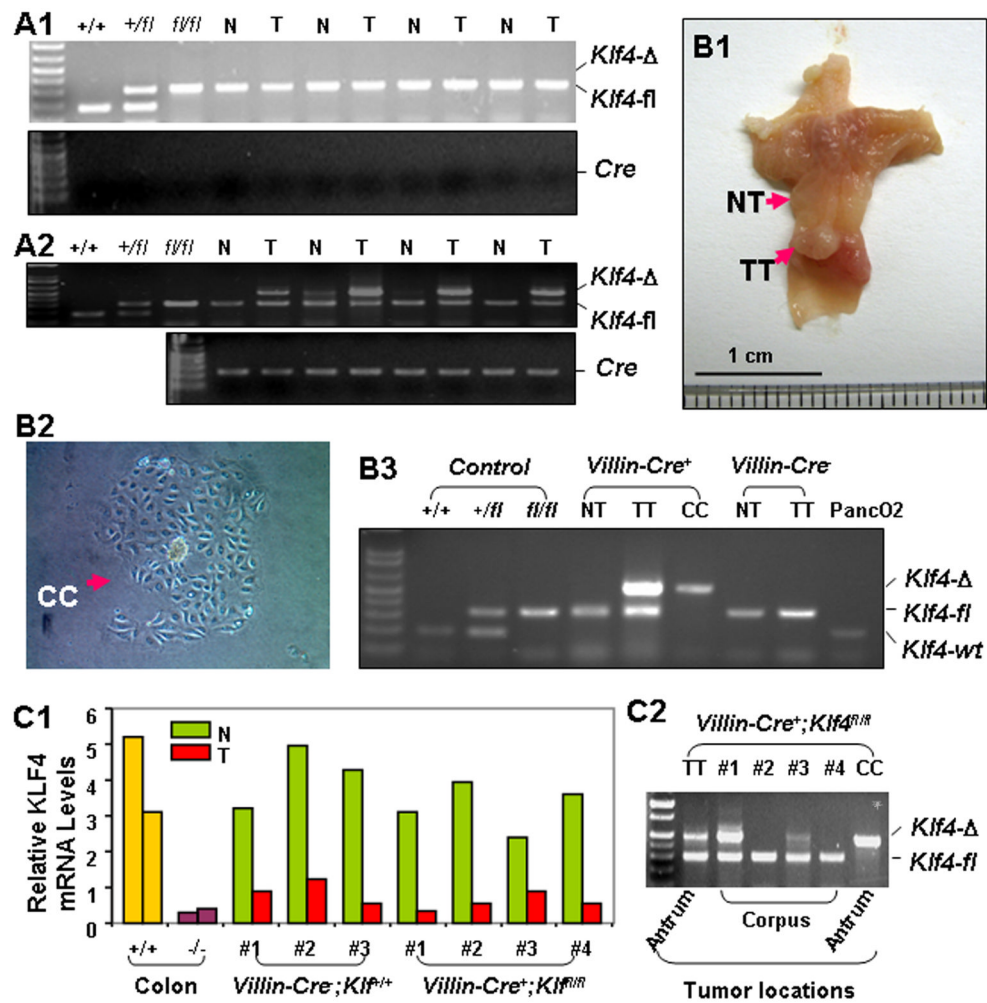 A1
+/+ +/fl fl/fl N T N T N T N T
Klf4-Δ
Klf4-fl
Cre
A2
+/+ +/fl fl/fl N T N T N T N T
Klf4-Δ
Klf4-fl
Cre
B1
NT
TT
1 cm
B2
CC
B3
Control Villin-Cre+ Villin-Cre-
+/+ +/fl fl/fl NT TT CC NT TT PancO2
Klf4-Δ
Klf4-fl
Klf4-wt
C1
Relative KLF4
mRNA Levels
6
5
4
3
2
1
0
N
T
+/+ -/- #1 #2 #3 #1 #2 #3 #4
Colon Villin-Cre-;Klf+/+ Villin-Cre+;Klffl/fl
C2
Villin-Cre+;Klf4fl/fl
TT #1 #2 #3 #4 CC
Klf4-Δ
Klf4-fl
Antrum Corpus Antrum
Tumor locations